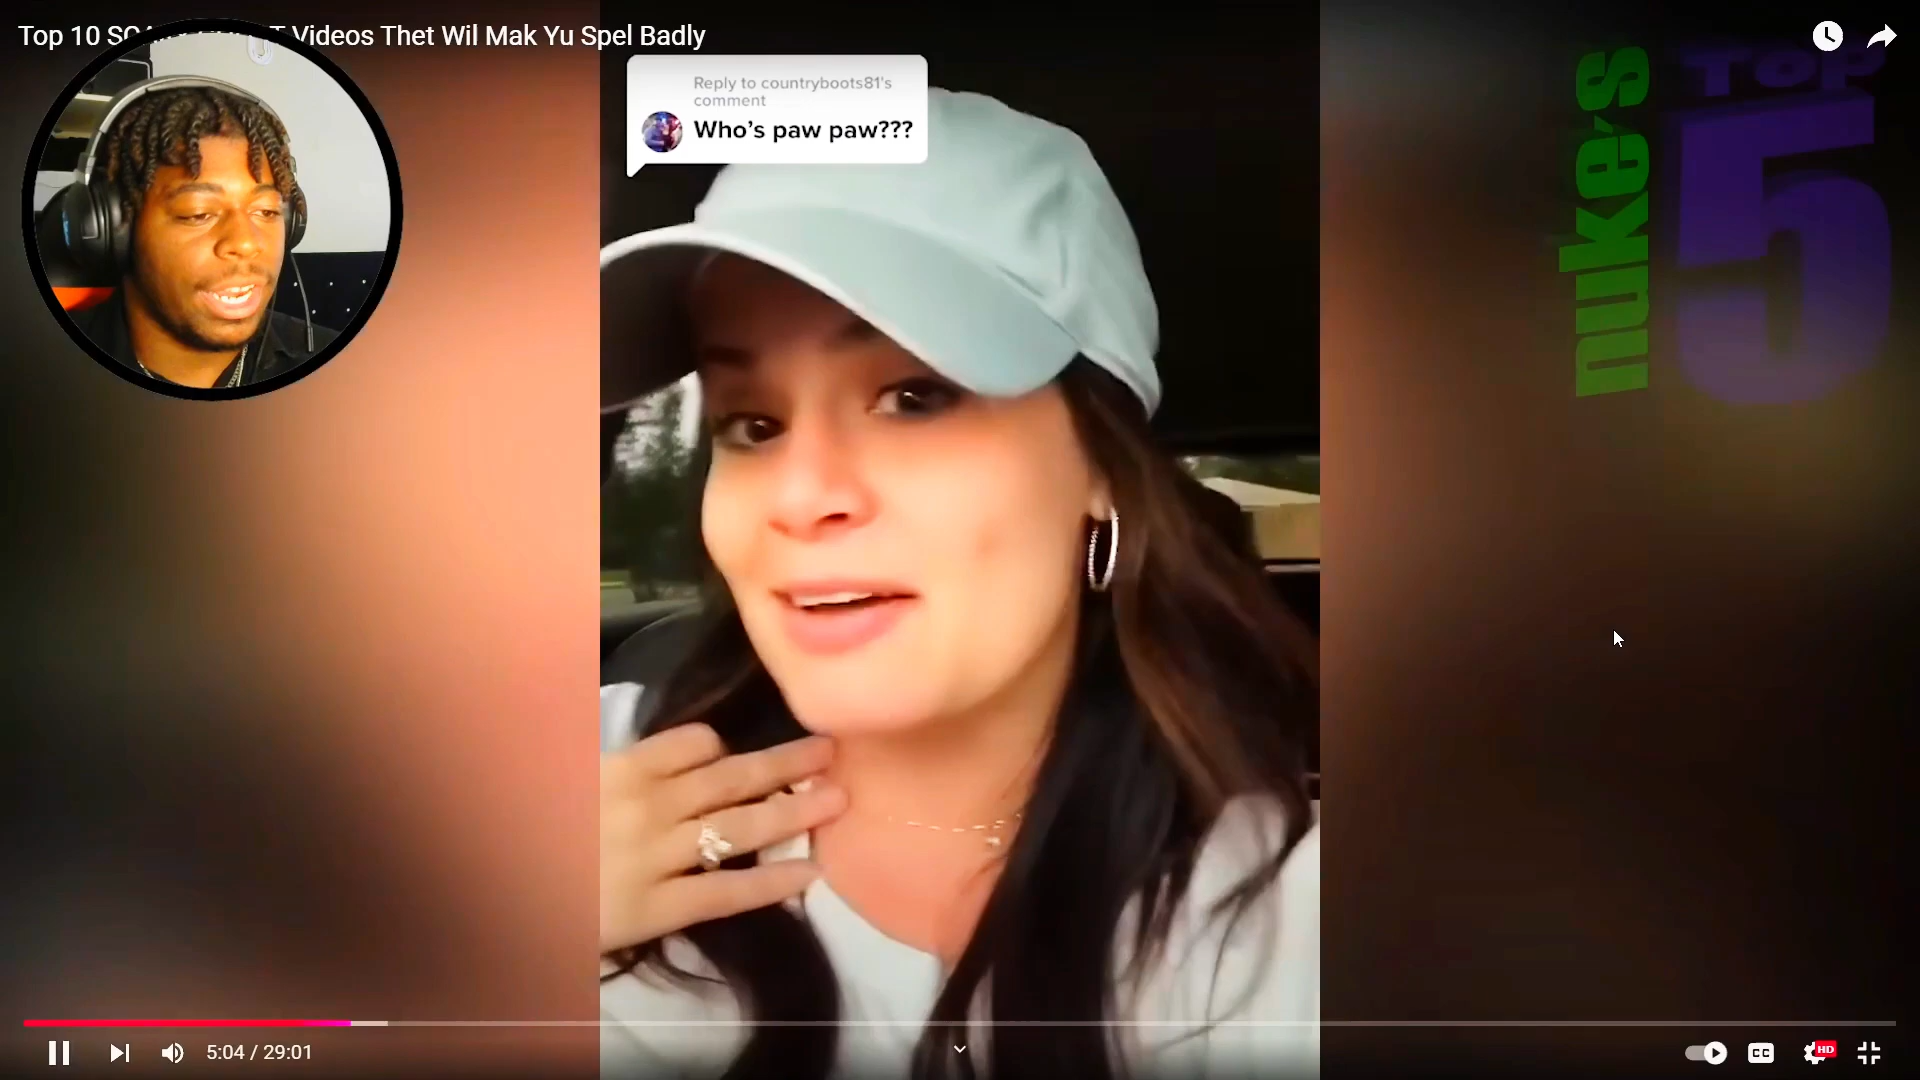 Top 10 Videos Thet Wil Mak Yu Spel Badly
Reply to countryboots81's
comment
Who's paw paw???
nuke's
TOP
5
5:04 / 29:01
CC
HD